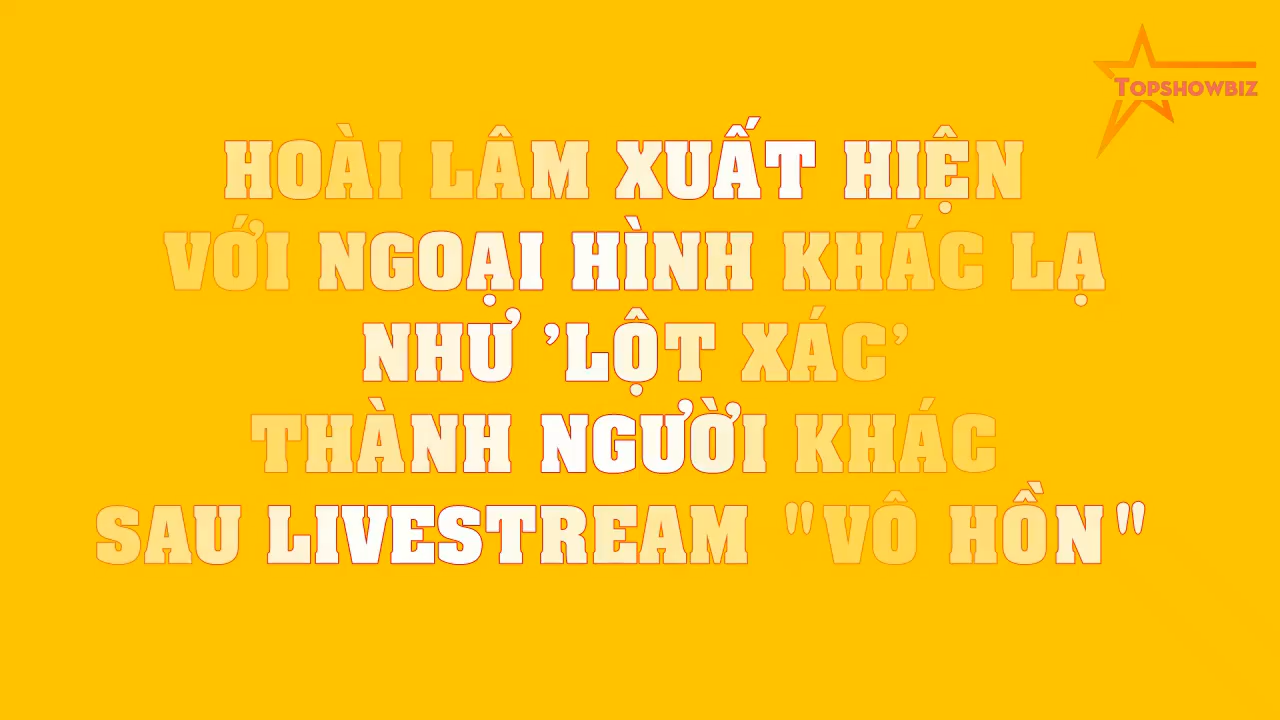 TOPSHOWBIZ
HOÀI LÂM XUẤT HIỆN
VỚI NGOẠI HÌNH KHÁC LẠ
NHƯ 'LỘT XÁC'
THÀNH NGƯỜI KHÁC
SAU LIVESTREAM "VÔ HỒN"